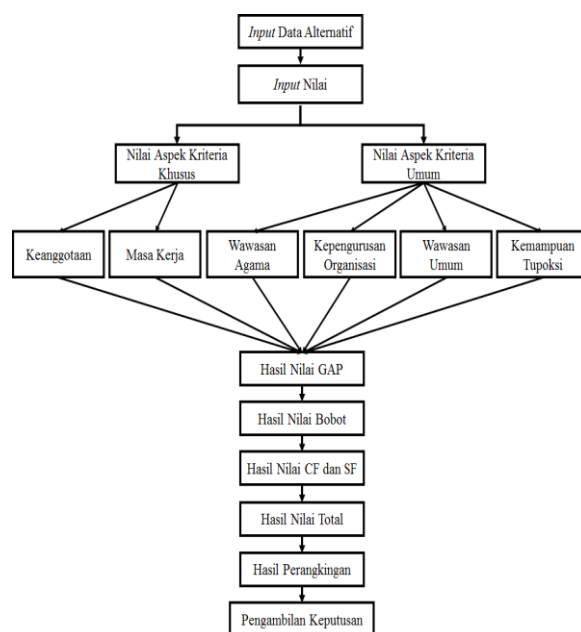 Input Data Alternatif
Input Nilai
Nilai Aspek Kriteria
Khusus
Nilai Aspek Kriteria
Umum
Keanggotaan
Masa Kerja
Wawasan
Agama
Kepengurusan
Organisasi
Wawasan
Umum
Kemampuan
Tupoksi
Hasil Nilai GAP
Hasil Nilai Bobot
Hasil Nilai CF dan SF
Hasil Nilai Total
Hasil Perangkingan
Pengambilan Keputusan